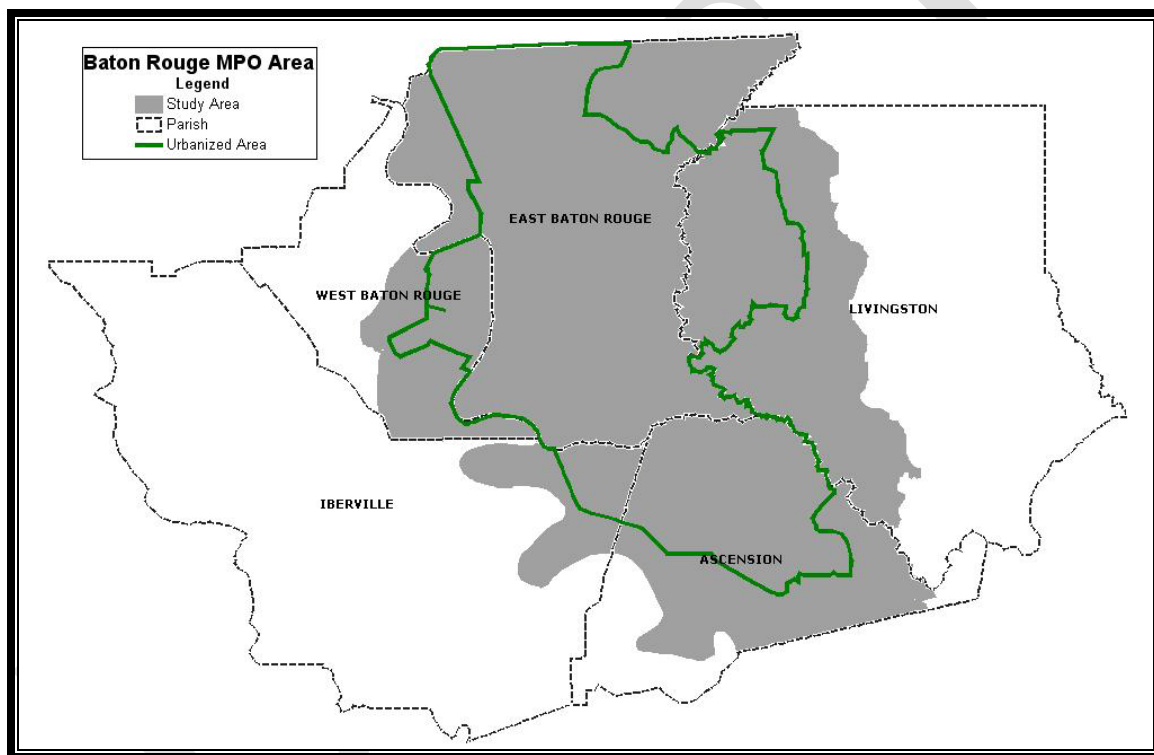 Baton Rouge MPO Area
Legend
Study Area
Parish
Urbanized Area
EAST BATON ROUGE
WEST BATON ROUGE
LIVINGSTON
IBERVILLE
ASCENSION